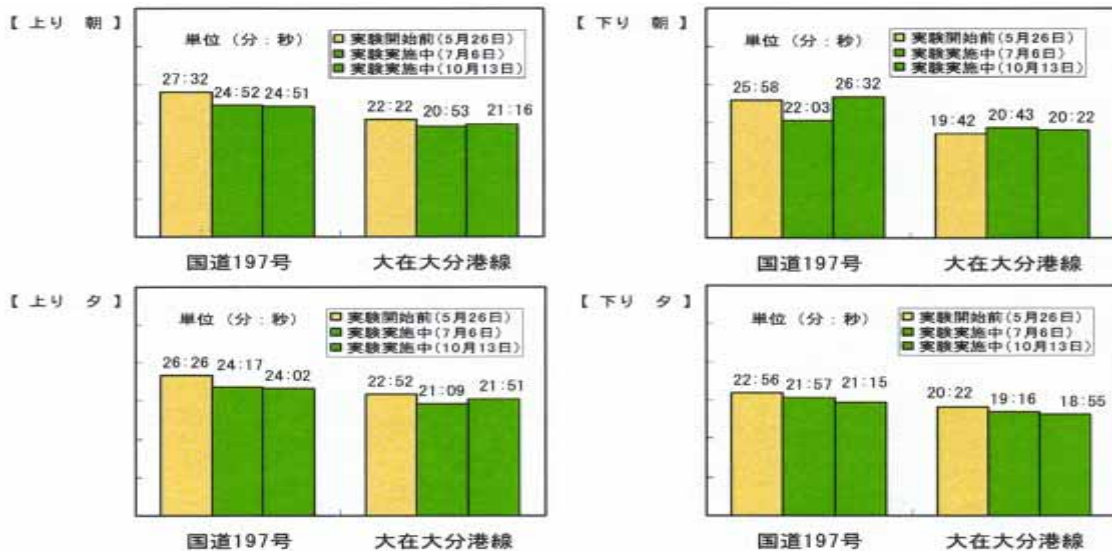 【 上り 朝 】
単位（分：秒）
実験開始前（5月26日）
実験実施中（7月6日）
実験実施中（10月13日）
27:32
24:52
24:51
22:22
20:53
21:16
国道197号
大在大分港線
【 下り 朝 】
単位（分：秒）
実験開始前（5月26日）
実験実施中（7月6日）
実験実施中（10月13日）
25:58
22:03
26:32
19:42
20:43
20:22
国道197号
大在大分港線
【 上り 夕 】
単位（分：秒）
実験開始前（5月26日）
実験実施中（7月6日）
実験実施中（10月13日）
26:26
24:17
24:02
22:52
21:09
21:51
国道197号
大在大分港線
【 下り 夕 】
単位（分：秒）
実験開始前（5月26日）
実験実施中（7月6日）
実験実施中（10月13日）
22:56
21:57
21:15
20:22
19:16
18:55
国道197号
大在大分港線